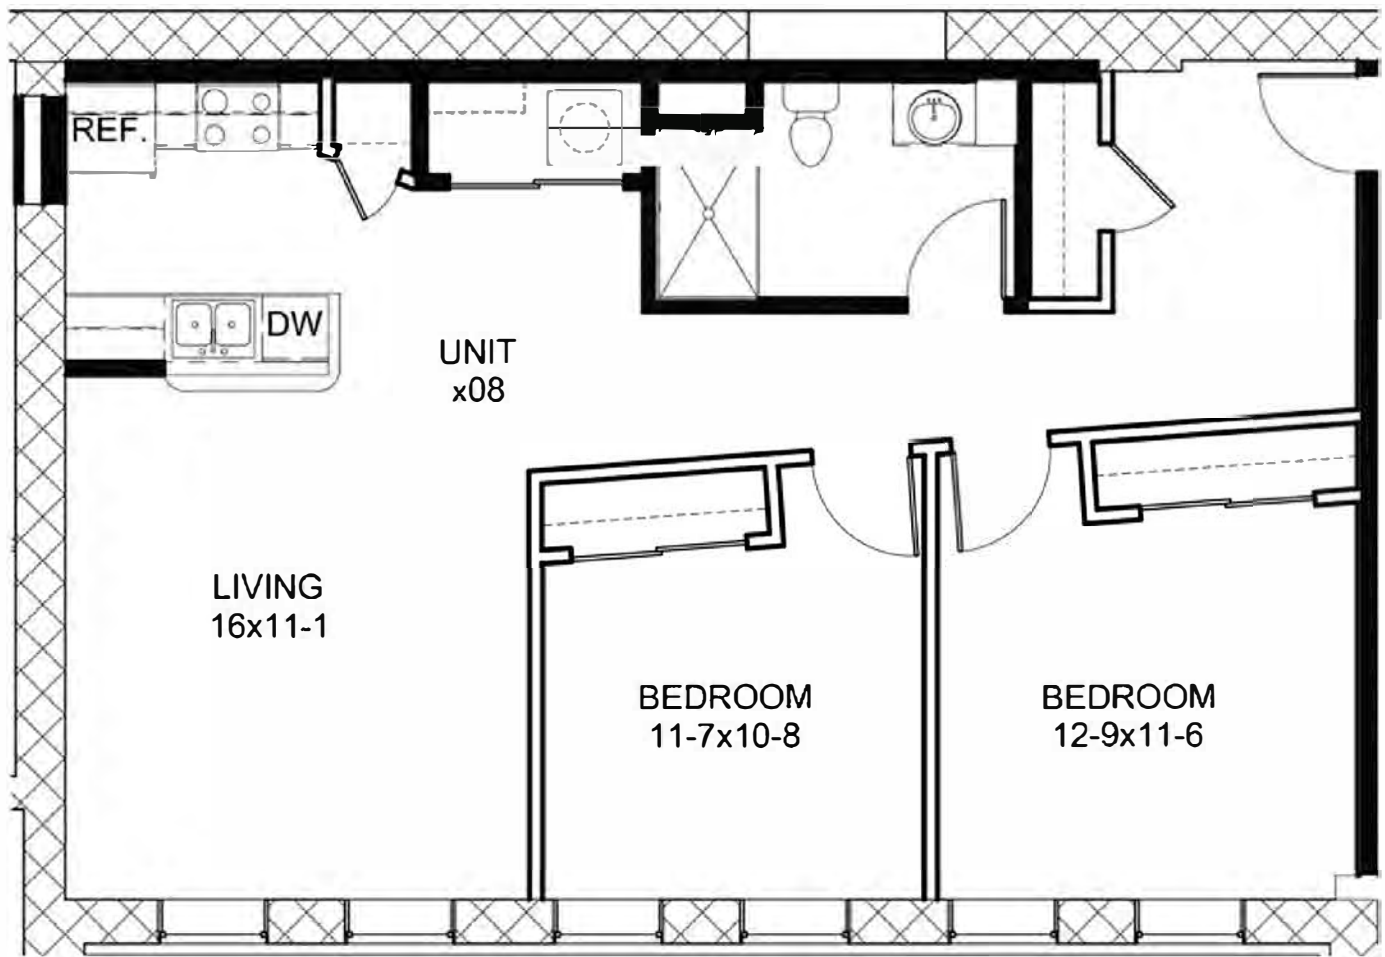 REF.
DW
UNIT
x08
LIVING
16x11-1
BEDROOM
11-7x10-8
BEDROOM
12-9x11-6